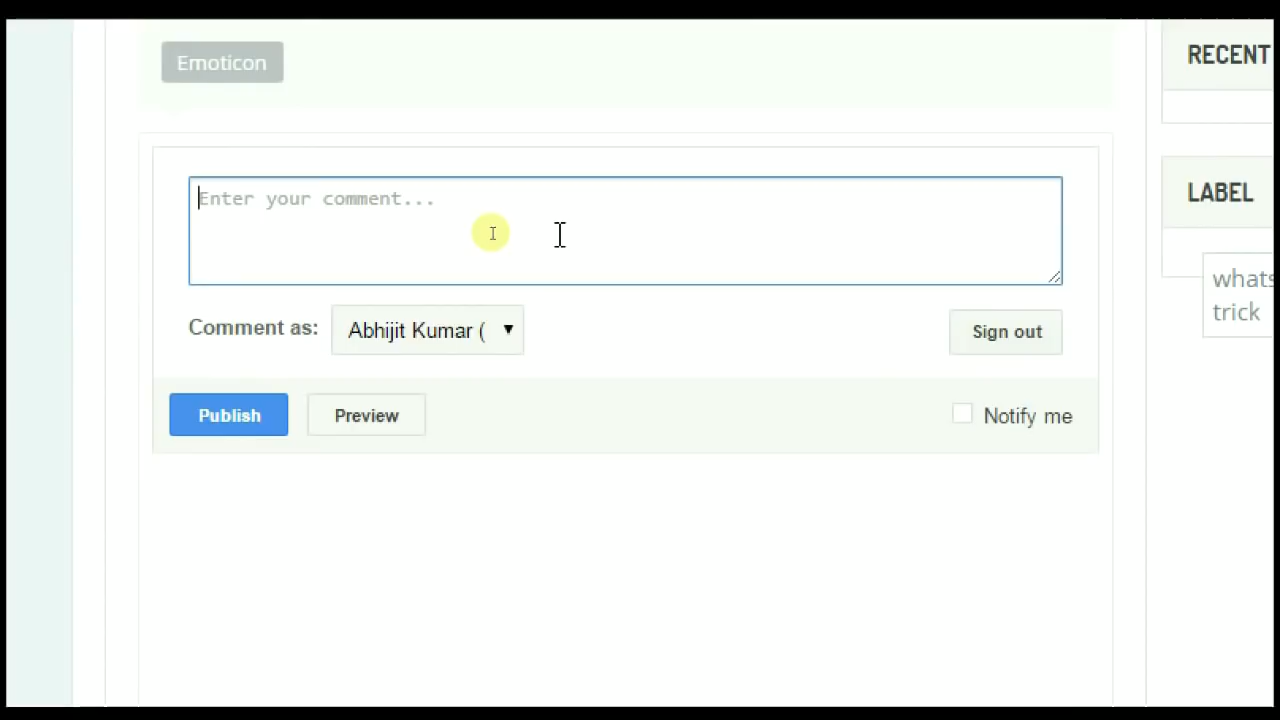 Emoticon
Enter your comment...
Comment as:
Abhijit Kumar (
Sign out
Publish
Preview
Notify me
RECENT
LABEL
whats
trick